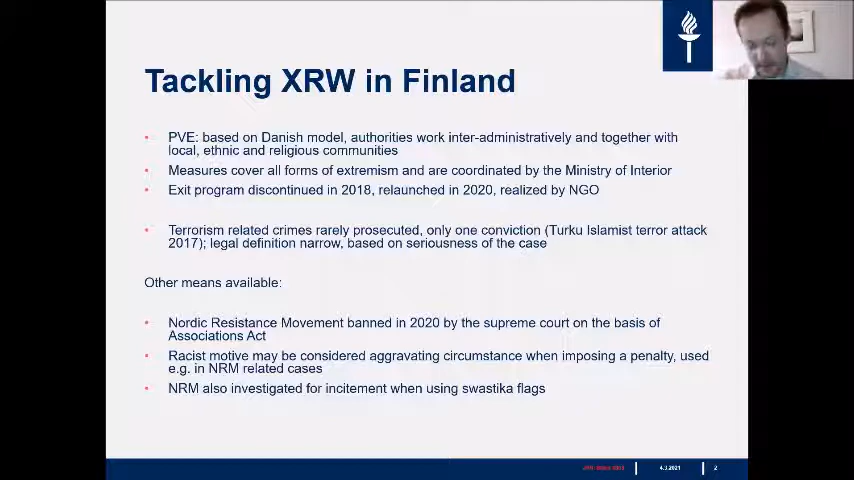 Tackling XRW in Finland
• PVE: based on Danish model, authorities work inter-administratively and together with
local, ethnic and religious communities
• Measures cover all forms of extremism and are coordinated by the Ministry of Interior
• Exit program discontinued in 2018, relaunched in 2020, realized by NGO
• Terrorism related crimes rarely prosecuted, only one conviction (Turku Islamist terror attack
2017); legal definition narrow, based on seriousness of the case
Other means available:
• Nordic Resistance Movement banned in 2020 by the supreme court on the basis of
Associations Act
• Racist motive may be considered aggravating circumstance when imposing a penalty, used
e.g. in NRM related cases
• NRM also investigated for incitement when using swastika flags
4.3.2021
2